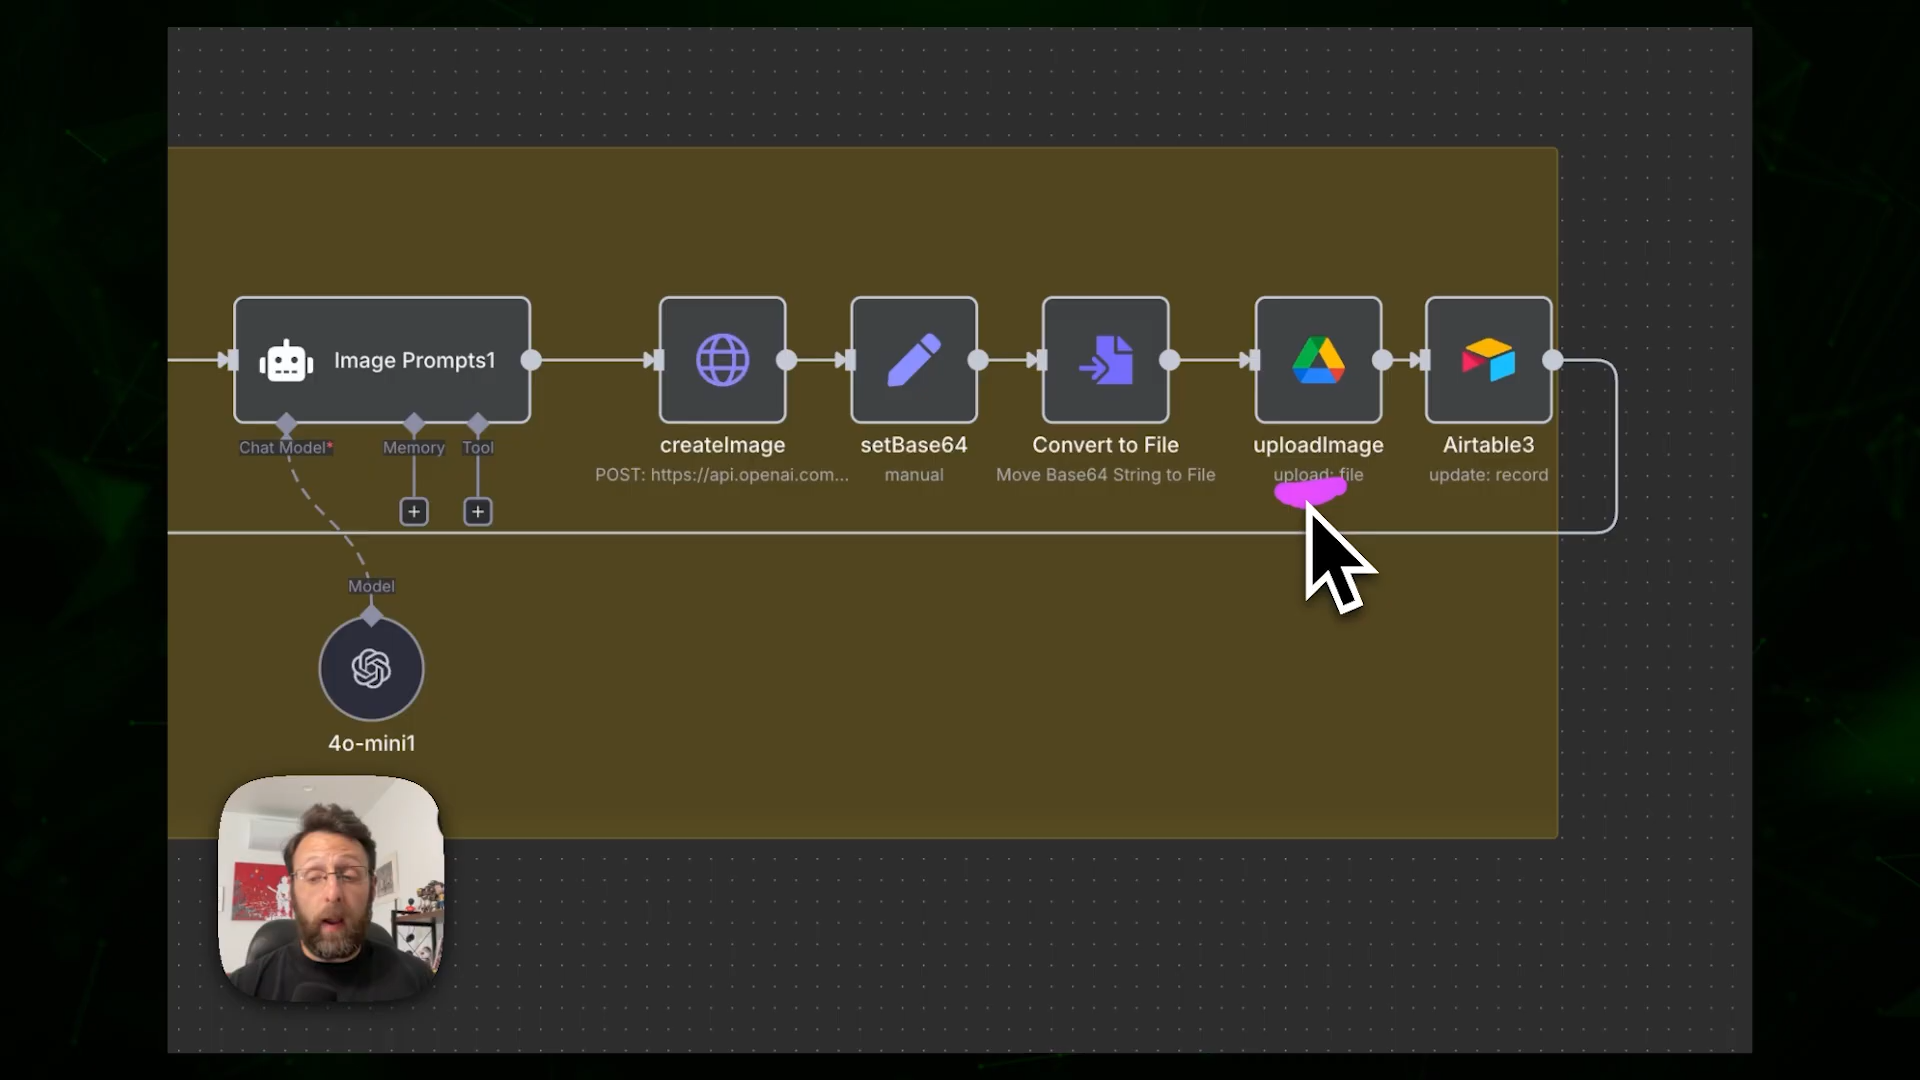 Image Prompts1
Chat Model*
Memory
Tool
+
+
Model
4o-mini1
createImage
POST: https://api.openai.com...
setBase64
manual
Convert to File
Move Base64 String to File
uploadImage
upload: file
Airtable3
update: record